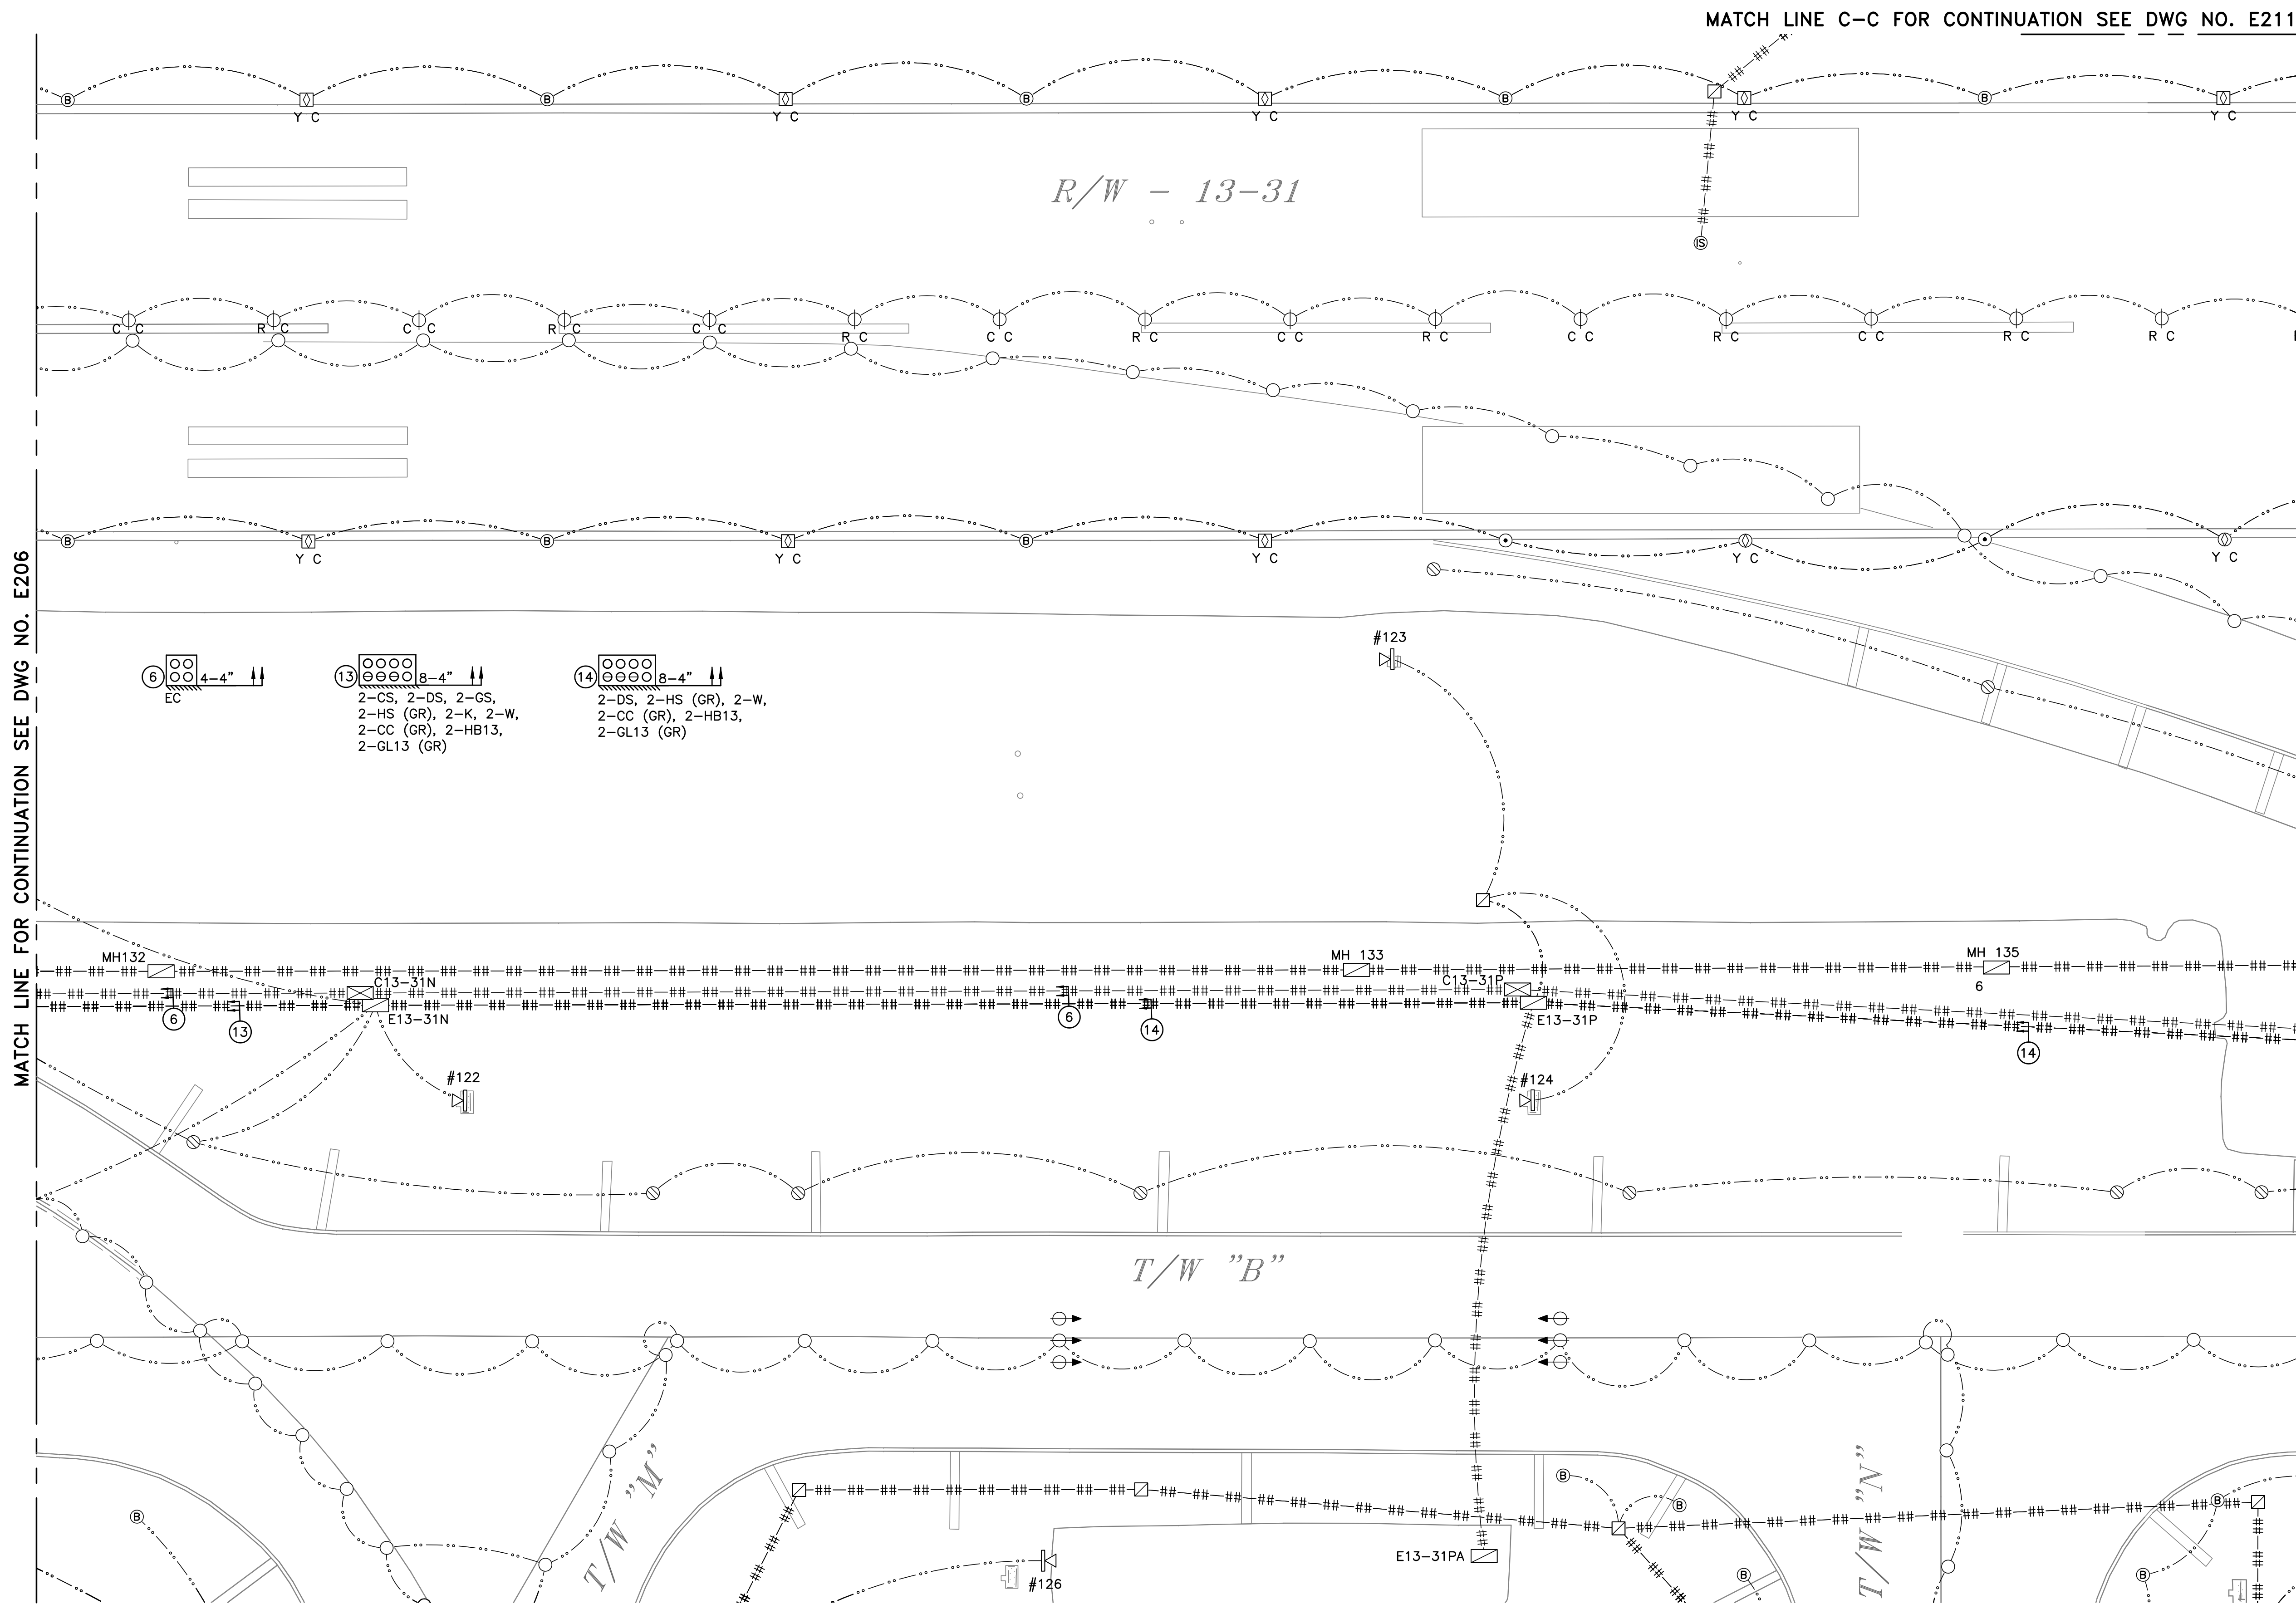 MATCH LINE C-C FOR CONTINUATION SEE DWG NO. E211
B B B B B
Y C Y C Y C Y C Y C
R/W - 13-31
IS
C C R C C C R C C C
R C C C R C C C R C C C R C C C R C R C
B B B
Y C Y C Y C Y C Y C
MATCH LINE FOR CONTINUATION SEE DWG NO. E206
#123
6 4-4"
EC
13 8-4"
2-CS, 2-DS, 2-GS,
2-HS (GR), 2-K, 2-W,
2-CC (GR), 2-HB13,
2-GL13 (GR)
14 8-4"
2-DS, 2-HS (GR), 2-W,
2-CC (GR), 2-HB13,
2-GL13 (GR)
MH132
MH 133
MH 135
6
C13-31N
C13-31P
E13-31N
E13-31P
6
13
6
14
14
#122
#124
T/W "B"
T/W "M"
T/W "N"
B
B
B
B
B
B
E13-31PA
#126